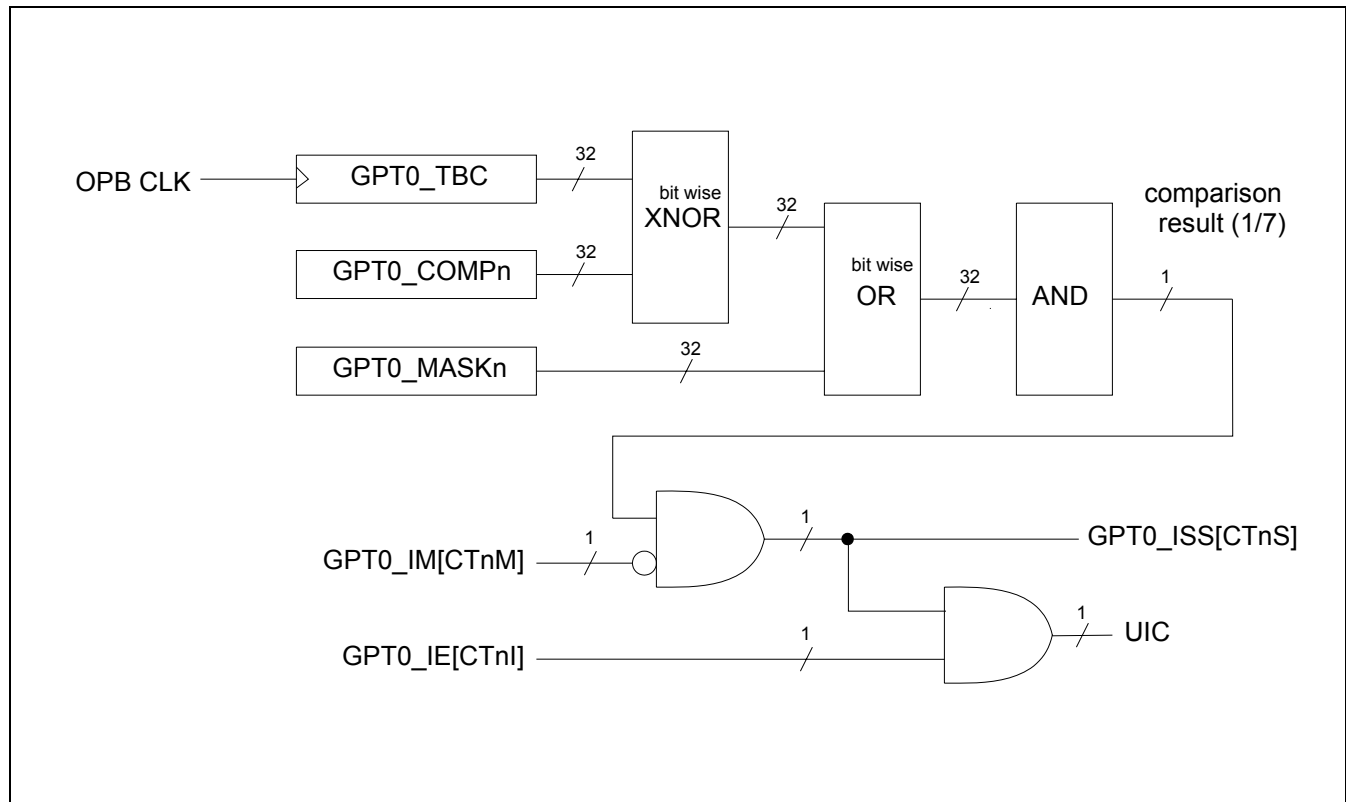 OPB CLK
GPT0_TBC
32
GPT0_COMPn
32
GPT0_MASKn
32
bit wise
XNOR
32
bit wise
OR
32
AND
comparison
result (1/7)
1
GPT0_IM[CTnM]
1
1
GPT0_ISS[CTnS]
GPT0_IE[CTnI]
1
1
UIC